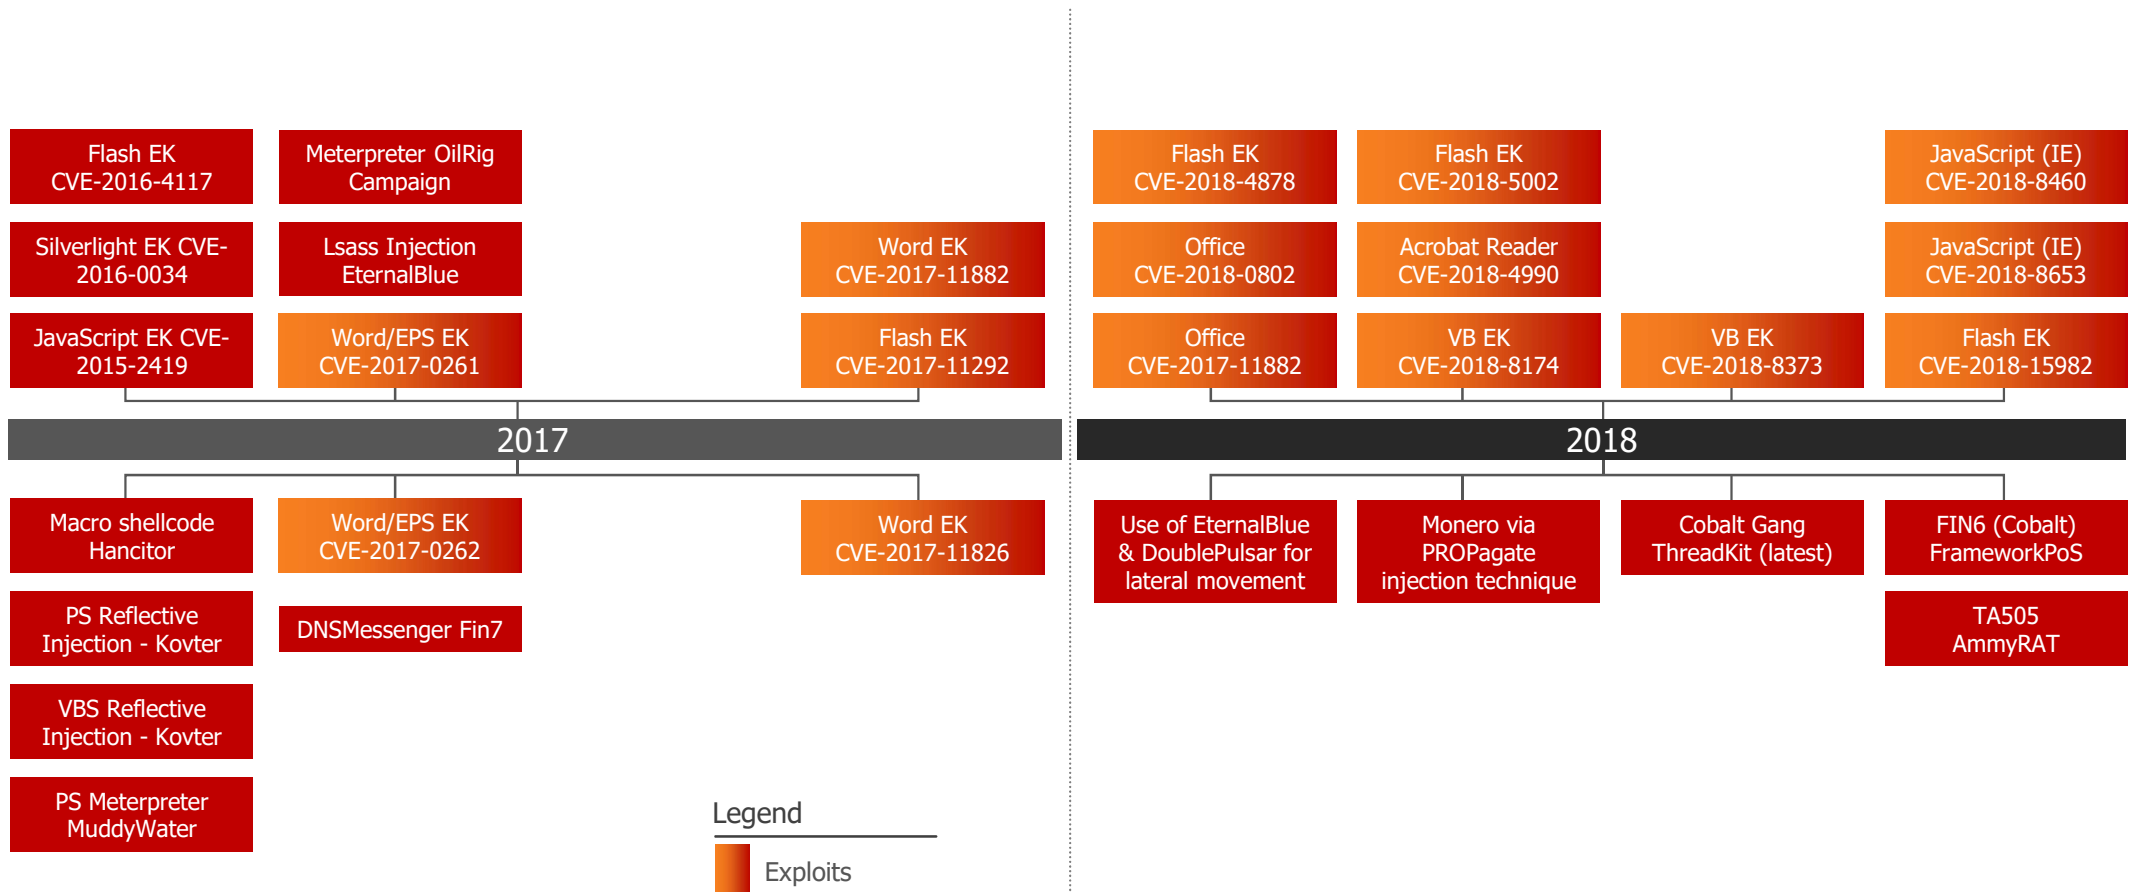 Flash EK
CVE-2016-4117
Meterpreter OilRig
Campaign
Silverlight EK CVE-
2016-0034
Lsass Injection
EternalBlue
Word EK
CVE-2017-11882
JavaScript EK CVE-
2015-2419
Word/EPS EK
CVE-2017-0261
Flash EK
CVE-2017-11292
2017
Macro shellcode
Hancitor
Word/EPS EK
CVE-2017-0262
Word EK
CVE-2017-11826
PS Reflective
Injection - Kovter
DNSMessenger Fin7
VBS Reflective
Injection - Kovter
PS Meterpreter
MuddyWater
Legend
Exploits
Flash EK
CVE-2018-4878
Flash EK
CVE-2018-5002
JavaScript (IE)
CVE-2018-8460
Office
CVE-2018-0802
Acrobat Reader
CVE-2018-4990
JavaScript (IE)
CVE-2018-8653
Office
CVE-2017-11882
VB EK
CVE-2018-8174
VB EK
CVE-2018-8373
Flash EK
CVE-2018-15982
2018
Use of EternalBlue
& DoublePulsar for
lateral movement
Monero via
PROPagate
injection technique
Cobalt Gang
ThreadKit (latest)
FIN6 (Cobalt)
FrameworkPoS
TA505
AmmyRAT